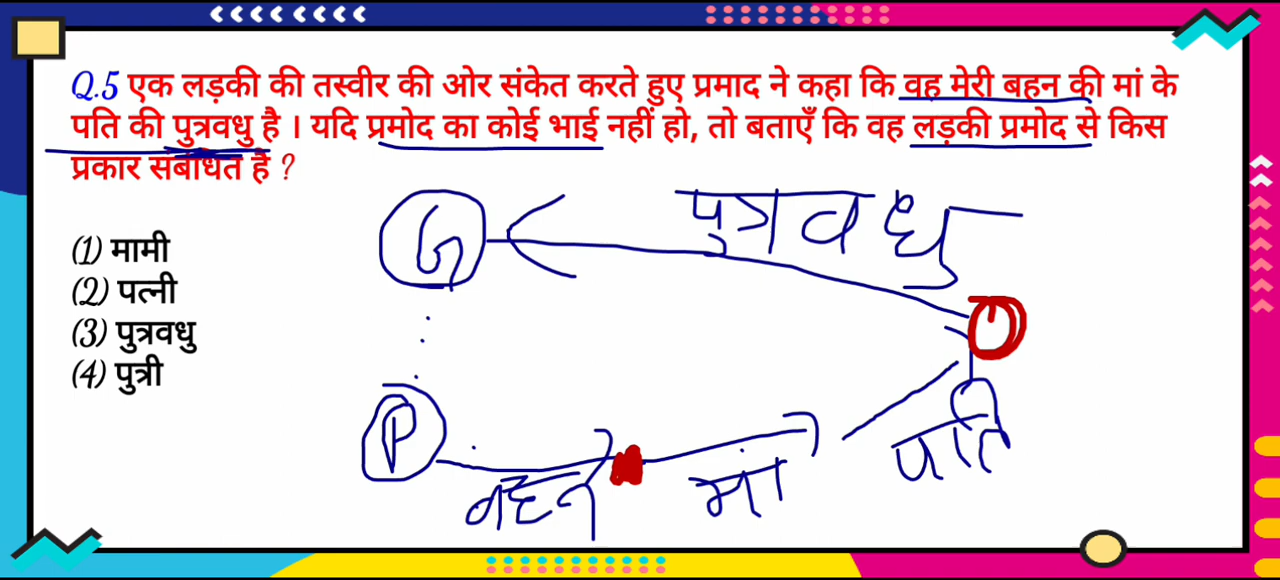 Q.5 एक लड़की की तस्वीर की ओर संकेत करते हुए प्रमाद ने कहा कि वह मेरी बहन की मां के
पति की पुत्रवधु है । यदि प्रमोद का कोई भाई नहीं हो, तो बताएँ कि वह लड़की प्रमोद से किस
प्रकार संबंधित है ?
(1) मामी
(2) पत्नी
(3) पुत्रवधु
(4) पुत्री
G
पुत्रवधु
P
बहन
मां
पति